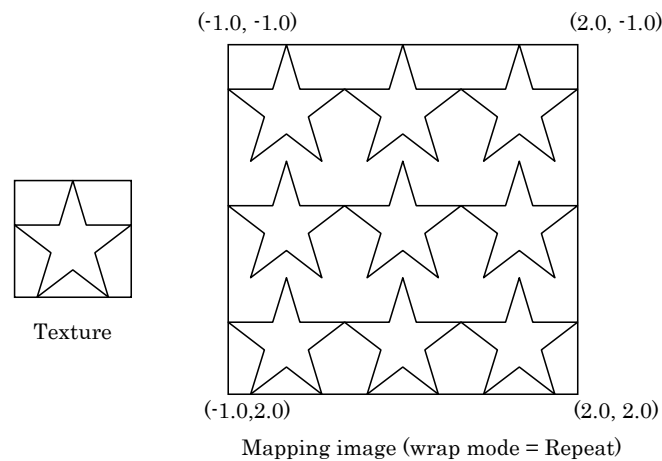 (-1.0, -1.0) (2.0, -1.0)
Texture
(-1.0,2.0) (2.0, 2.0)
Mapping image (wrap mode = Repeat)